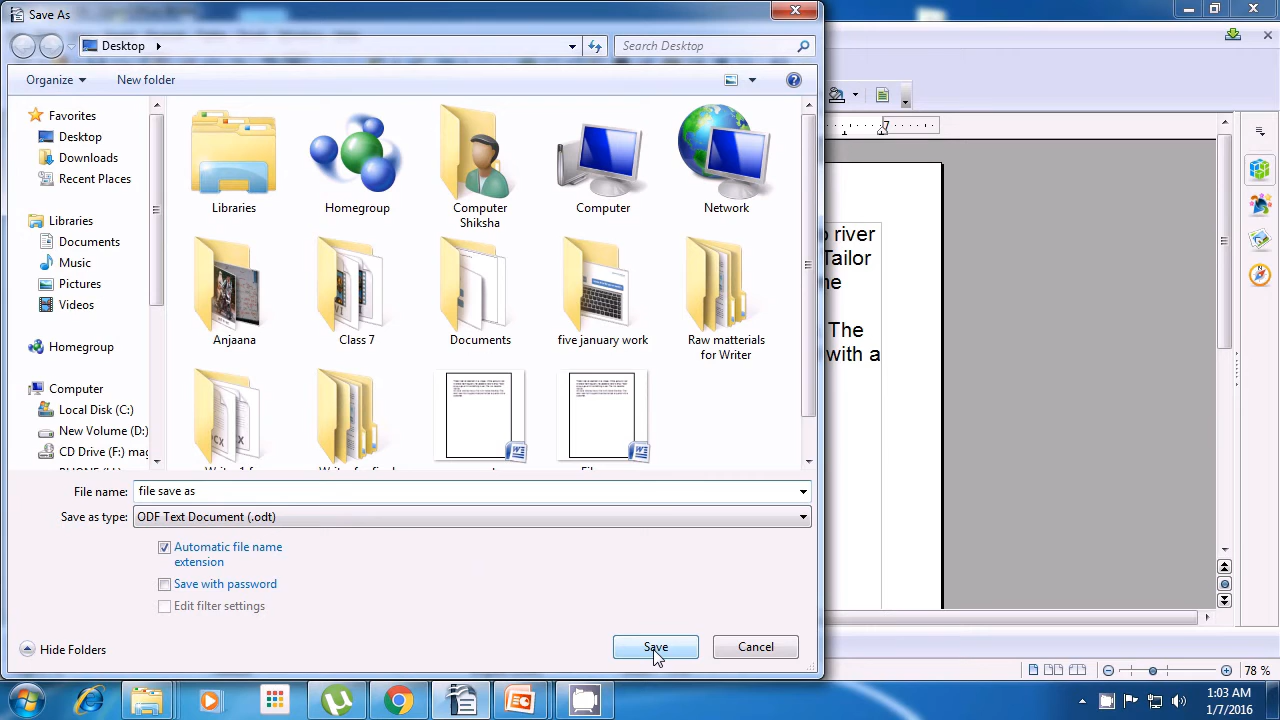 Save As
Desktop
Search Desktop
Organize
New folder
Favorites
Desktop
Downloads
Recent Places
Libraries
Documents
Music
Pictures
Videos
Homegroup
Computer
Local Disk (C:)
New Volume (D:)
CD Drive (F:) mag
Libraries
Homegroup
Computer
Shiksha
Computer
Network
Anjaana
Class 7
Documents
five january work
Raw matterials
for Writer
river
Tailor
The
with a
File name:
file save as
Save as type:
ODF Text Document (.odt)
Automatic file name
extension
Save with password
Edit filter settings
Hide Folders
Save
Cancel
78 %
1:03 AM
1/7/2016